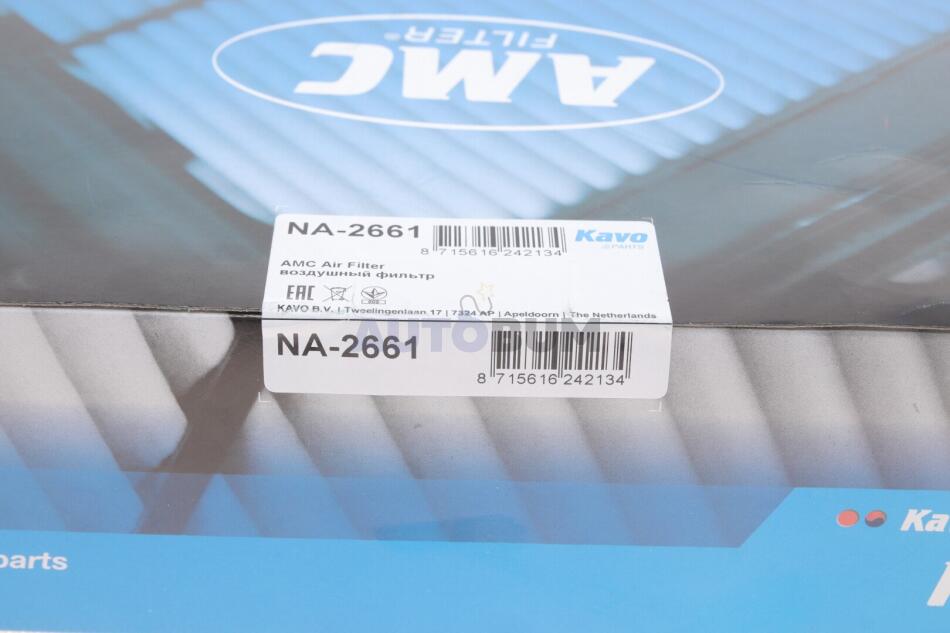 AMC
FILTER®
NA-2661
8 715616 242134
Kavo
PARTS
AMC Air Filter
воздушный фильтр
EAC
KAVO B.V. | Tweelingenlaan 17 | 7324 AP | Apeldoorn | The Netherlands
AUTOBUM
NA-2661
8 715616 242134
Ka
parts